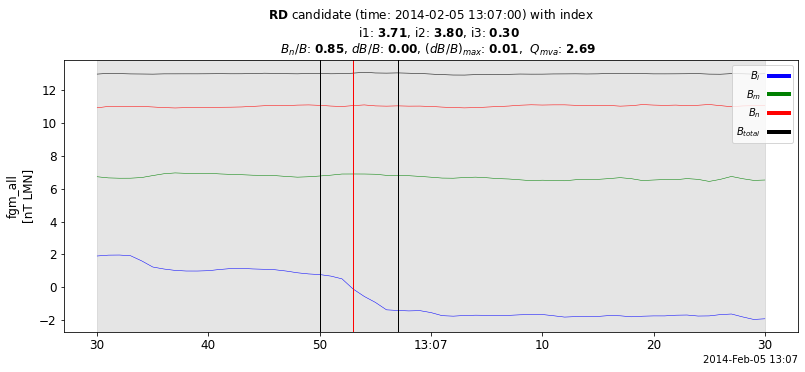 RD candidate (time: 2014-02-05 13:07:00) with index
i1: 3.71, i2: 3.80, i3: 0.30
Bn/B: 0.85, dB/B: 0.00, (dB/B)max: 0.01, Qmva: 2.69
fgm_all
[nT LMN]
12
10
8
6
4
2
0
−2
Bl
Bm
Bn
Btotal
30 40 50 13:07 10 20 30
2014-Feb-05 13:07